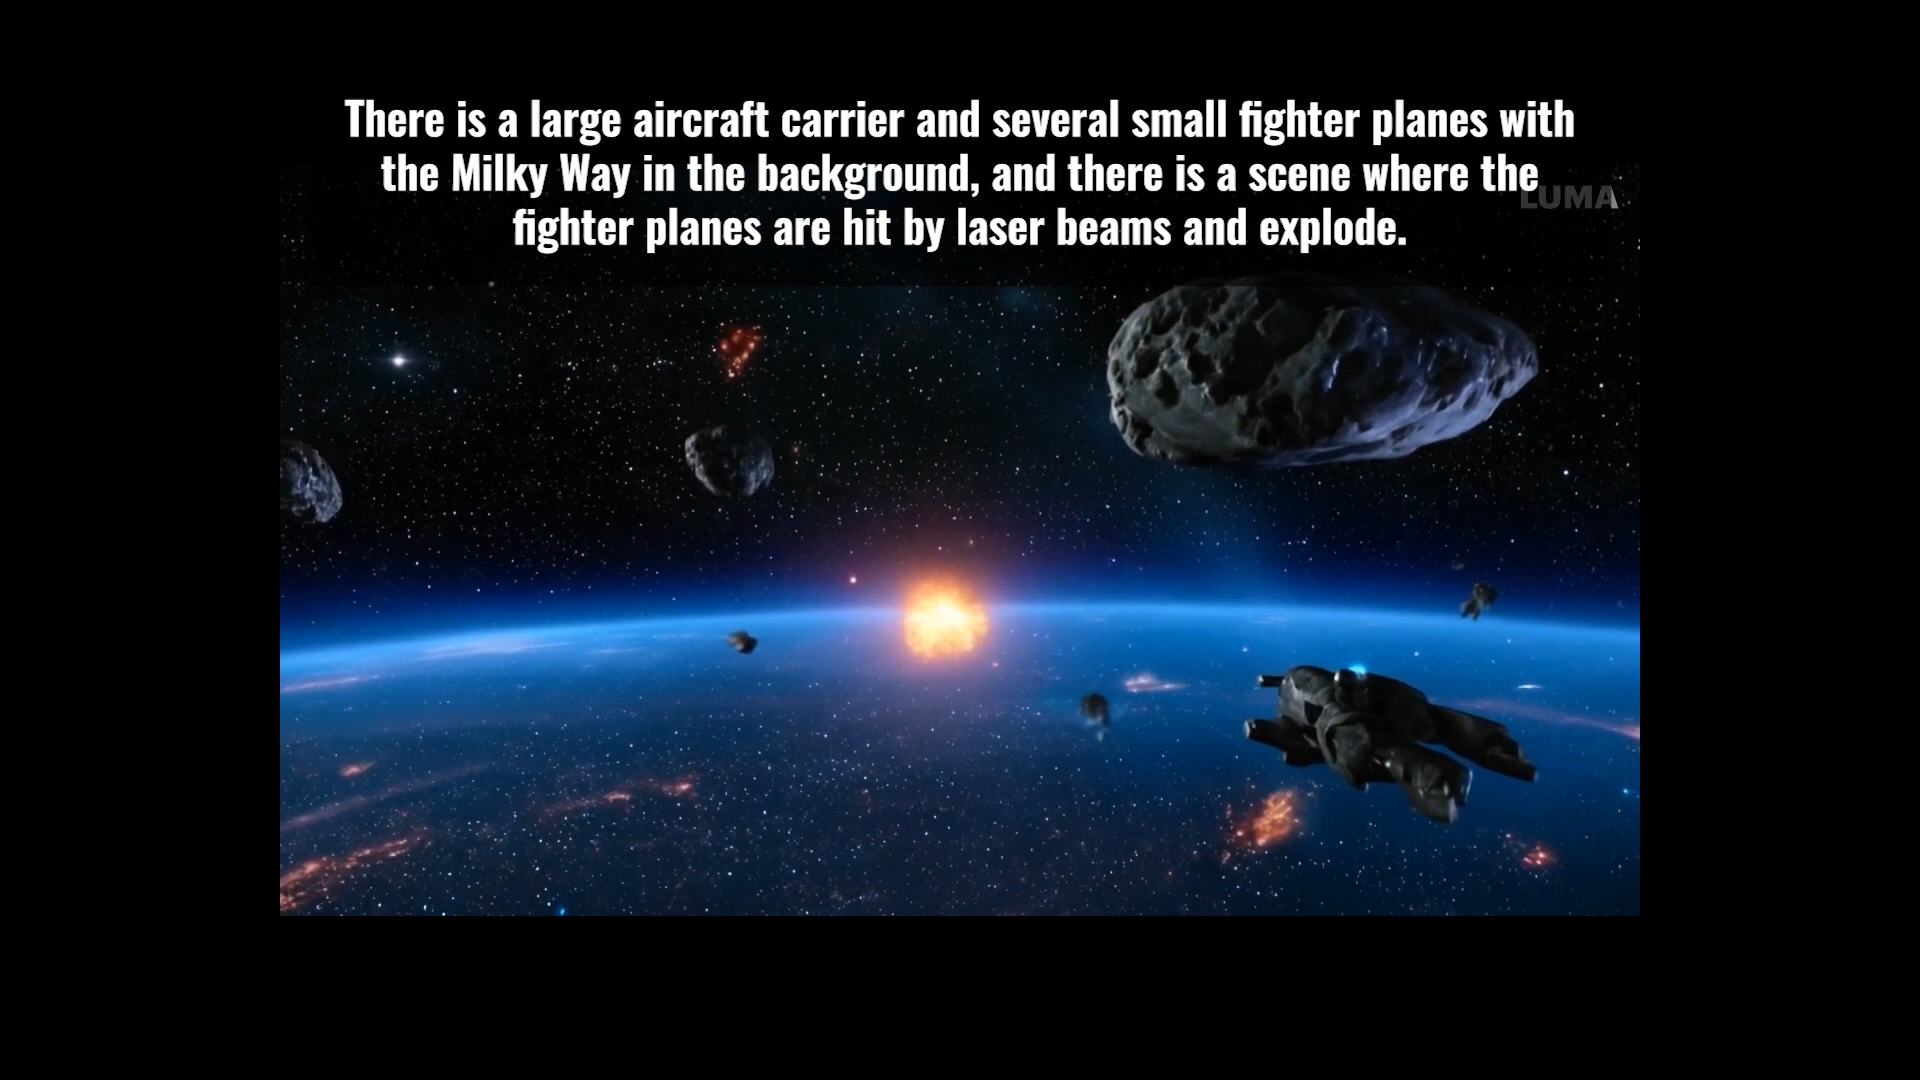 There is a large aircraft carrier and several small fighter planes with
the Milky Way in the background, and there is a scene where the
fighter planes are hit by laser beams and explode.
LUMA